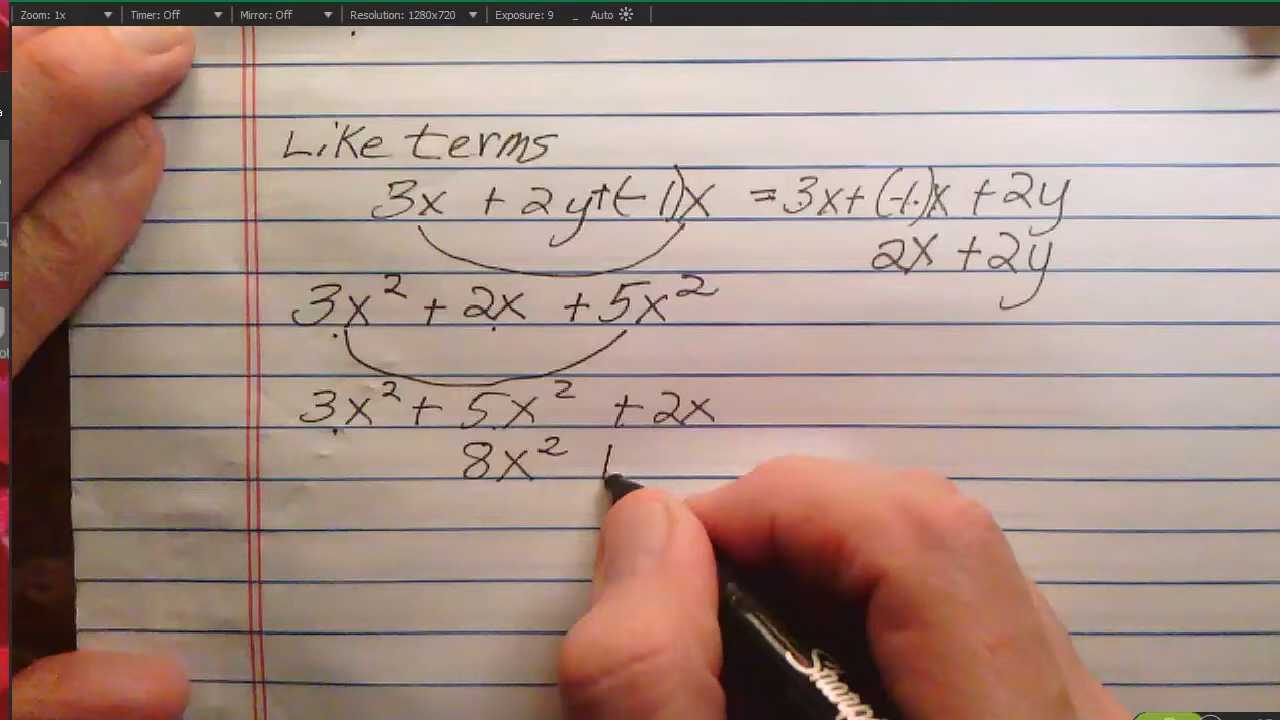 Zoom: 1x Timer: Off Mirror: Off Resolution: 1280x720 Exposure: 9 Auto
Like terms
3x + 2y+(-1)x = 3x+(-1)x + 2y
2x + 2y
3x² + 2x + 5x²
3x² + 5x² + 2x
8x²